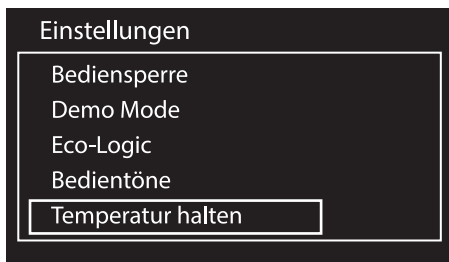 Einstellungen
Bediensperre
Demo Mode
Eco-Logic
Bedientöne
Temperatur halten